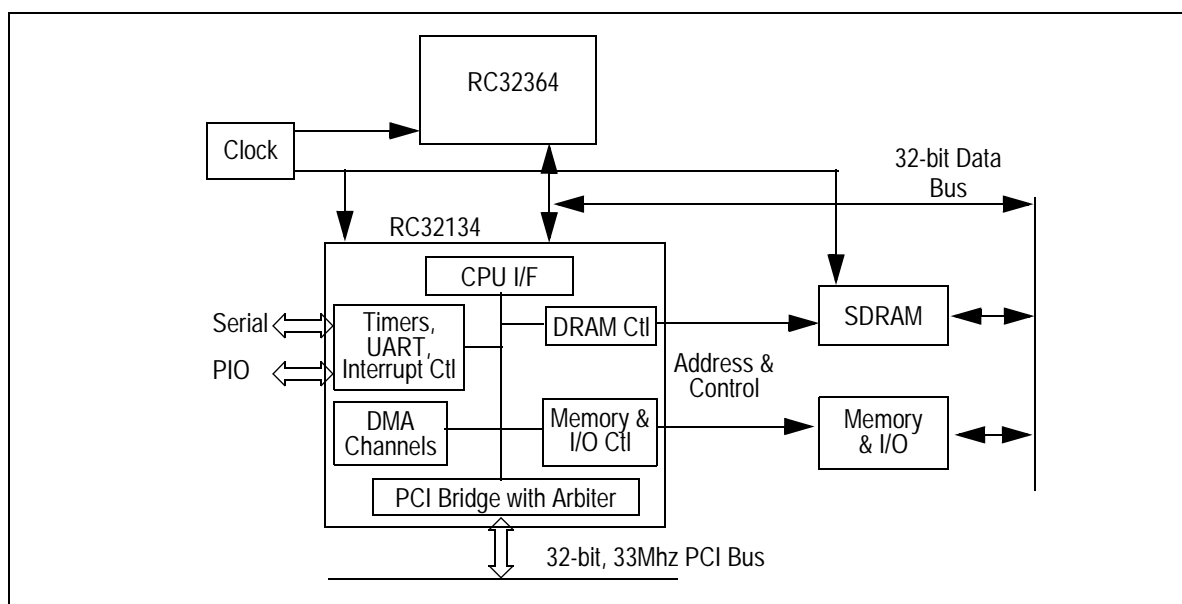 RC32364
Clock
32-bit Data
Bus
RC32134
CPU I/F
Serial
PIO
Timers,
UART,
Interrupt Ctl
DRAM Ctl
SDRAM
Address &
Control
DMA
Channels
Memory &
I/O Ctl
Memory
& I/O
PCI Bridge with Arbiter
32-bit, 33Mhz PCI Bus